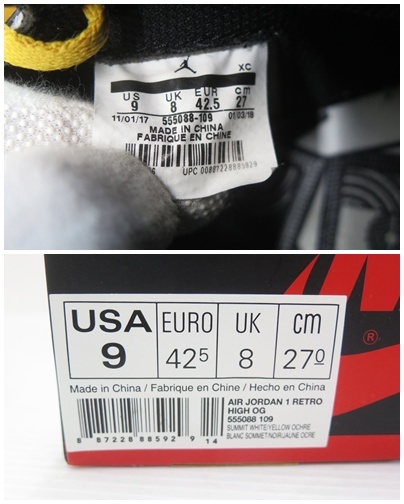 XC
US UK EUR cm
9 8 42.5 27
11/01/17 555088-109 01/03/18
MADE IN CHINA
FABRIQUÉ EN CHINE
UPC 00887228885929
USA EURO UK cm
9 42 5 8 27 0
Made in China / Fabrique en Chine / Hecho en China
AIR JORDAN 1 RETRO
HIGH OG
555088 109
SUMMIT WHITE/YELLOW OCHRE
BLANC SOMMET/NOIR/JAUNE OCRE
8 87228 88592 9 14
®